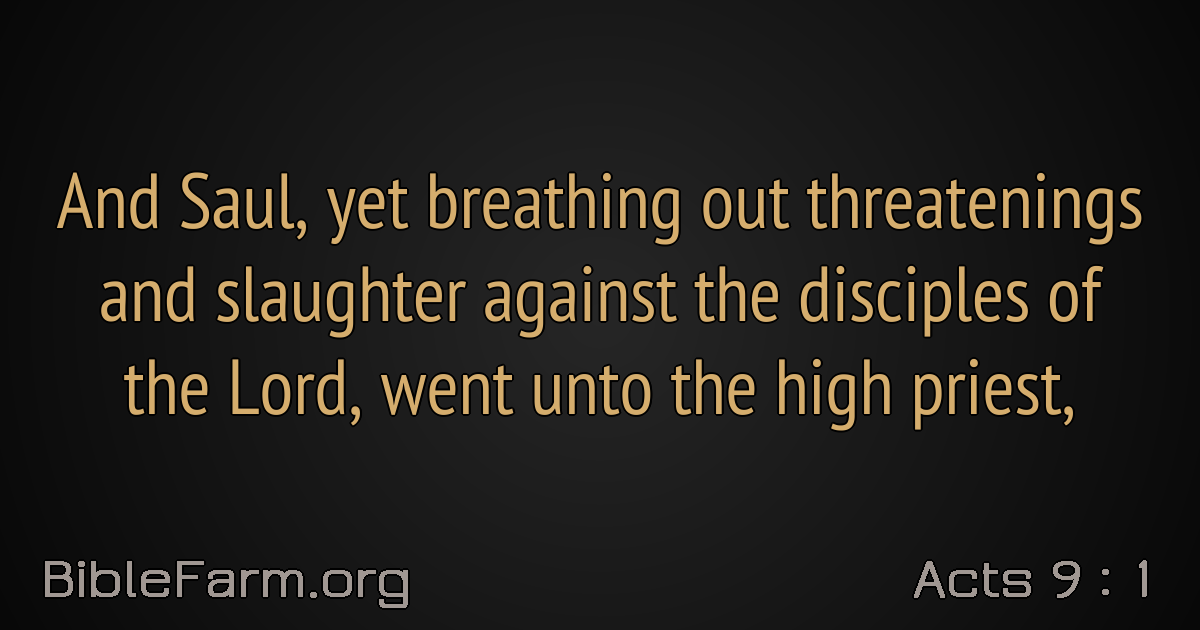 And Saul, yet breathing out threatenings
and slaughter against the disciples of
the Lord, went unto the high priest,
BibleFarm.org
Acts 9 : 1